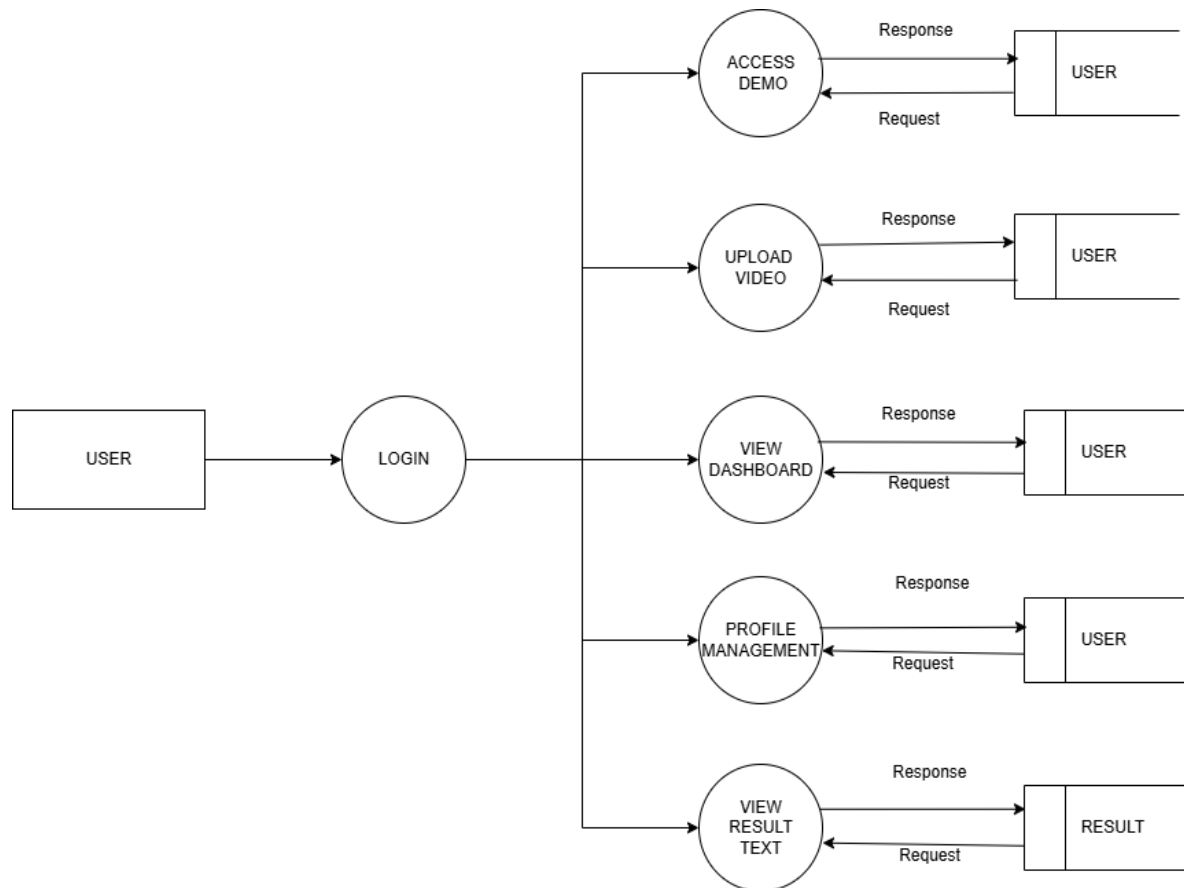 Response
ACCESS
DEMO
USER
Request
Response
UPLOAD
VIDEO
USER
Request
USER
LOGIN
Response
VIEW
DASHBOARD
USER
Request
Response
PROFILE
MANAGEMENT
USER
Request
Response
VIEW
RESULT
TEXT
RESULT
Request